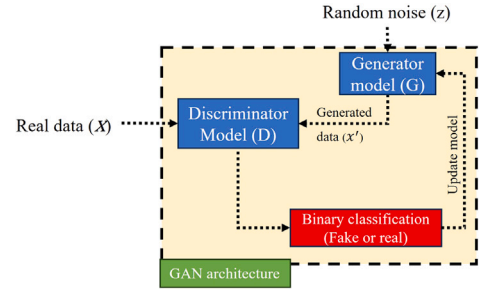 Random noise (z)
Generator
model (G)
Real data (X)
Discriminator
Model (D)
Generated
data (x′)
Update model
Binary classification
(Fake or real)
GAN architecture